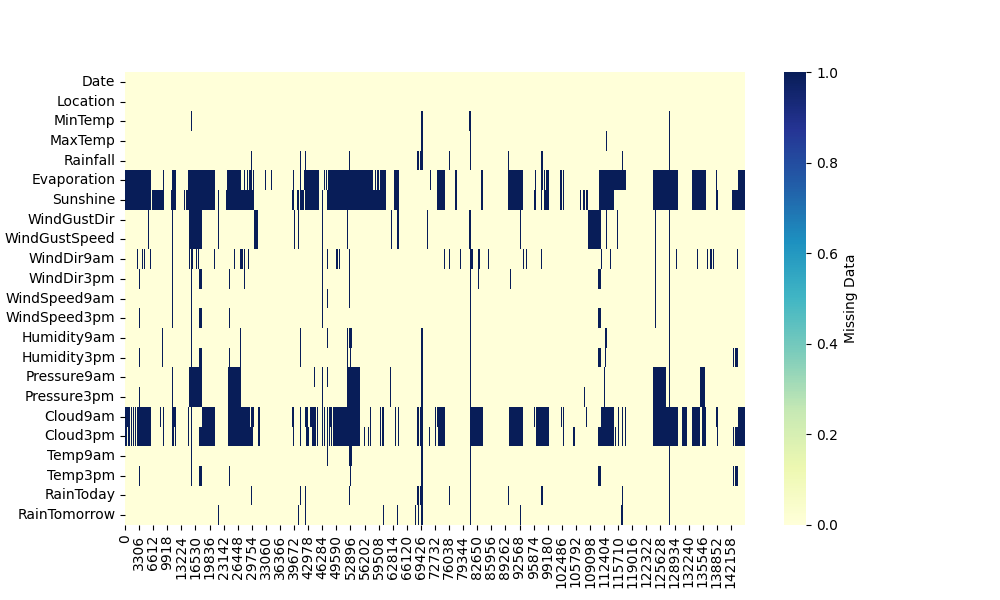 Date
Location
MinTemp
MaxTemp
Rainfall
Evaporation
Sunshine
WindGustDir
WindGustSpeed
WindDir9am
WindDir3pm
WindSpeed9am
WindSpeed3pm
Humidity9am
Humidity3pm
Pressure9am
Pressure3pm
Cloud9am
Cloud3pm
Temp9am
Temp3pm
RainToday
RainTomorrow
0
3306
6612
9918
13224
16530
19836
23142
26448
29754
33060
36366
39672
42978
46284
49590
52896
56202
59508
62814
66120
69426
72732
76038
79344
82650
85956
89262
92568
95874
99180
102486
105792
109098
112404
115710
119016
122322
125628
128934
132240
135546
138852
142158
1.0
0.8
0.6
0.4
0.2
0.0
Missing Data